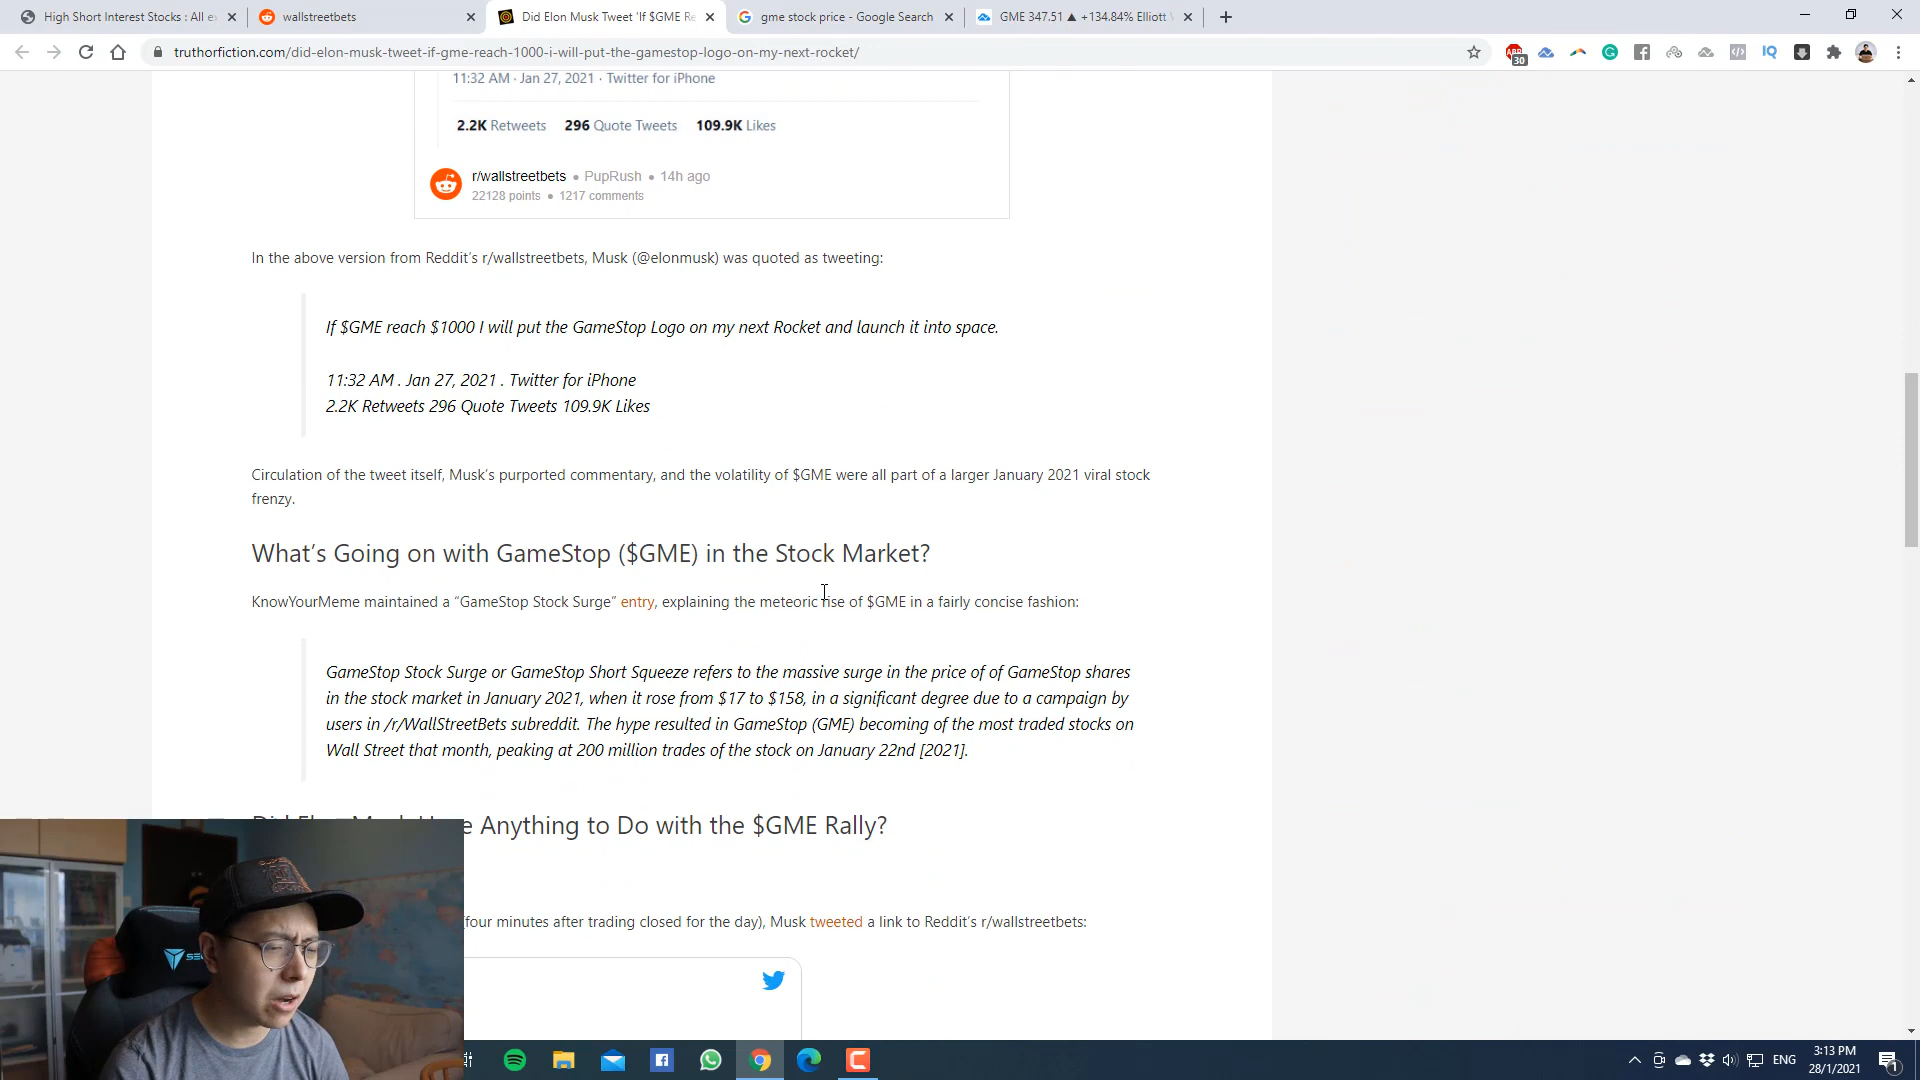 High Short Interest Stocks : All ex
wallstreetbets
Did Elon Musk Tweet 'If $GME Re
gme stock price - Google Search
GME 347.51 ▲ +134.84% Elliott
truthorfiction.com/did-elon-musk-tweet-if-gme-reach-1000-i-will-put-the-gamestop-logo-on-my-next-rocket/
30
11:32 AM · Jan 27, 2021 · Twitter for iPhone
2.2K Retweets 296 Quote Tweets 109.9K Likes
r/wallstreetbets • PupRush • 14h ago
22128 points • 1217 comments
In the above version from Reddit's r/wallstreetbets, Musk (@elonmusk) was quoted as tweeting:
If $GME reach $1000 I will put the GameStop Logo on my next Rocket and launch it into space.
11:32 AM . Jan 27, 2021 . Twitter for iPhone
2.2K Retweets 296 Quote Tweets 109.9K Likes
Circulation of the tweet itself, Musk's purported commentary, and the volatility of $GME were all part of a larger January 2021 viral stock
frenzy.
What's Going on with GameStop ($GME) in the Stock Market?
KnowYourMeme maintained a “GameStop Stock Surge” entry, explaining the meteoric rise of $GME in a fairly concise fashion:
GameStop Stock Surge or GameStop Short Squeeze refers to the massive surge in the price of of GameStop shares
in the stock market in January 2021, when it rose from $17 to $158, in a significant degree due to a campaign by
users in /r/WallStreetBets subreddit. The hype resulted in GameStop (GME) becoming of the most traded stocks on
Wall Street that month, peaking at 200 million trades of the stock on January 22nd [2021].
Anything to Do with the $GME Rally?
(four minutes after trading closed for the day), Musk tweeted a link to Reddit's r/wallstreetbets:
ENG
3:13 PM
28/1/2021
1